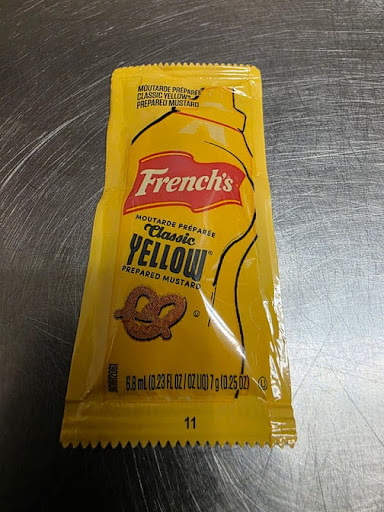 MOUTARDE PRÉPARÉE
CLASSIC YELLOW®
PREPARED MUSTARD
French's
MOUTARDE PRÉPARÉE
Classic
YELLOW®
PREPARED MUSTARD
6.8 mL (0.23 FL OZ / OZ LIQ) 7 g (0.25 OZ)
11